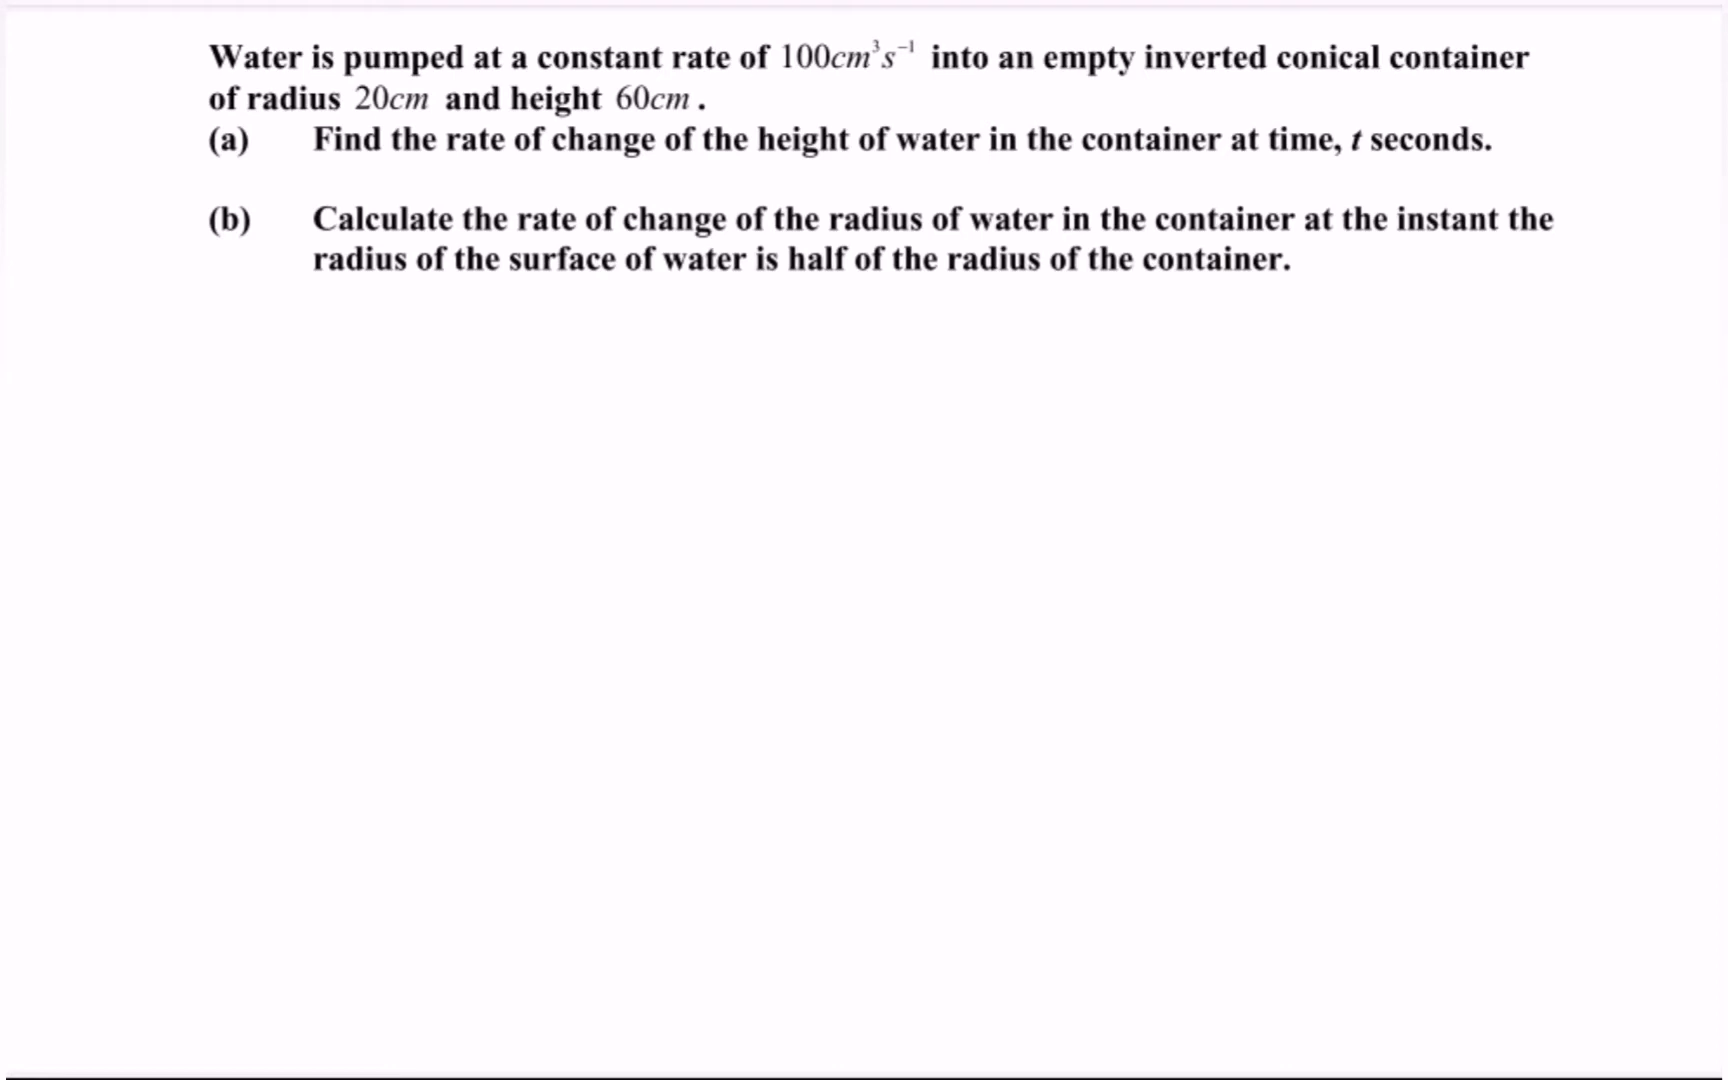 Water is pumped at a constant rate of 100cm³s⁻¹ into an empty inverted conical container
of radius 20cm and height 60cm.
(a) Find the rate of change of the height of water in the container at time, t seconds.
(b) Calculate the rate of change of the radius of water in the container at the instant the
radius of the surface of water is half of the radius of the container.